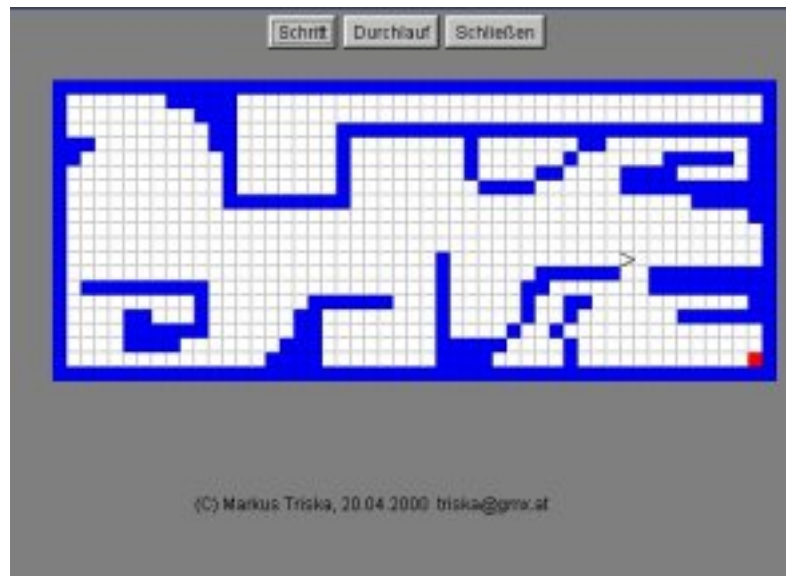 Schritt Durchlauf Schließen
>
(C) Markus Triska, 20.04.2000 triska@gmx.at